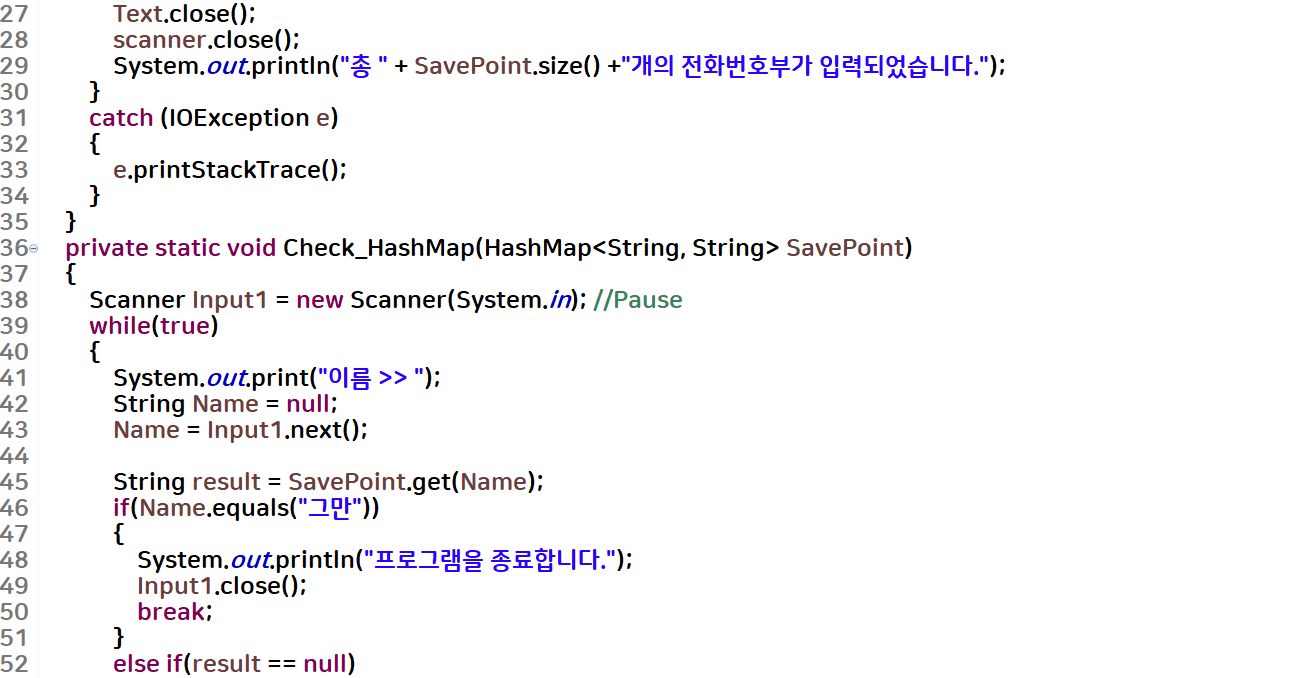 27 Text.close();
28 scanner.close();
29 System.out.println("총 " + SavePoint.size() +"개의 전화번호부가 입력되었습니다.");
30 }
31 catch (IOException e)
32 {
33 e.printStackTrace();
34 }
35 }
36 private static void Check_HashMap(HashMap<String, String> SavePoint)
37 {
38 Scanner Input1 = new Scanner(System.in); //Pause
39 while(true)
40 {
41 System.out.print("이름 >> ");
42 String Name = null;
43 Name = Input1.next();
44
45 String result = SavePoint.get(Name);
46 if(Name.equals("그만"))
47 {
48 System.out.println("프로그램을 종료합니다.");
49 Input1.close();
50 break;
51 }
52 else if(result == null)